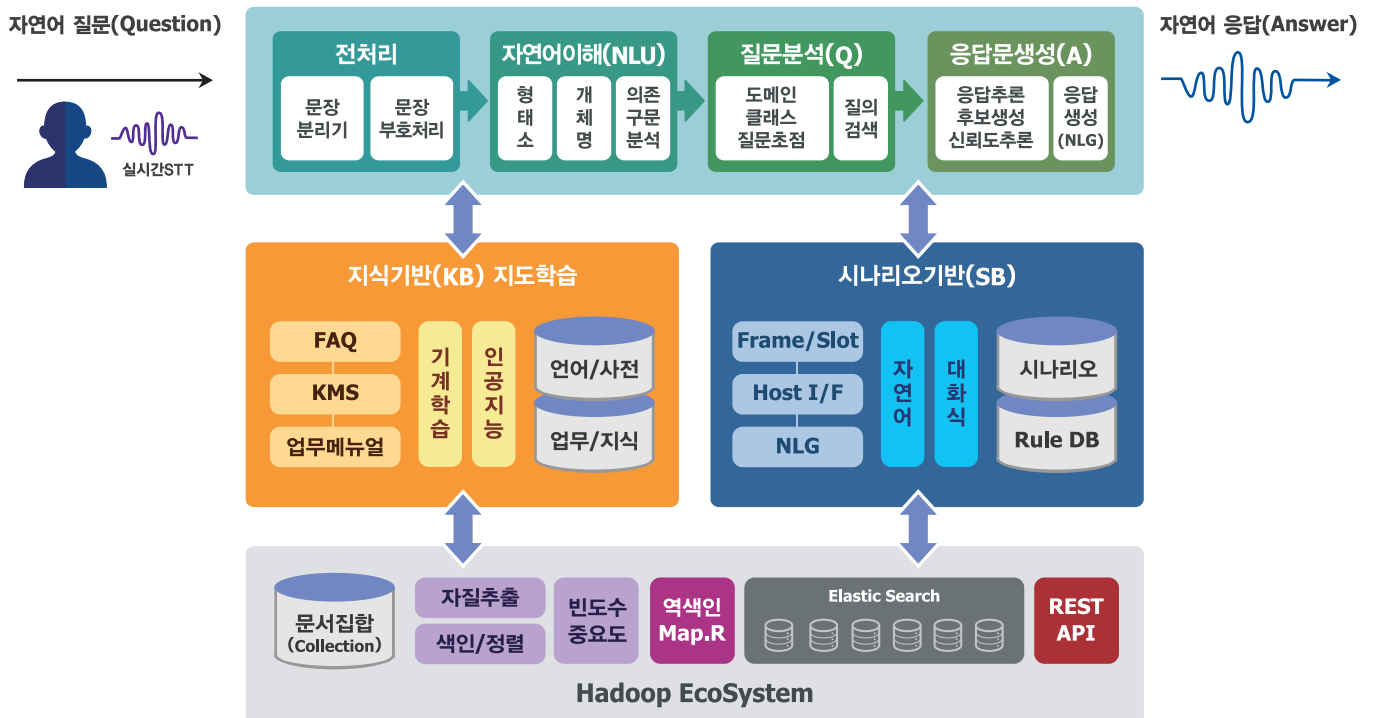 자연어 질문(Question)
실시간STT
전처리
문장
분리기
문장
부호처리
자연어이해(NLU)
형
태
소
개
체
명
의존
구문
분석
질문분석(Q)
도메인
클래스
질문초점
질의
검색
응답문생성(A)
응답추론
후보생성
신뢰도추론
응답
생성
(NLG)
자연어 응답(Answer)
지식기반(KB) 지도학습
FAQ
KMS
업무메뉴얼
기
계
학
습
인
공
지
능
언어/사전
업무/지식
시나리오기반(SB)
Frame/Slot
Host I/F
NLG
자
연
어
대
화
식
시나리오
Rule DB
문서집합
(Collection)
자질추출
색인/정렬
빈도수
중요도
역색인
Map.R
Elastic Search
REST
API
Hadoop EcoSystem